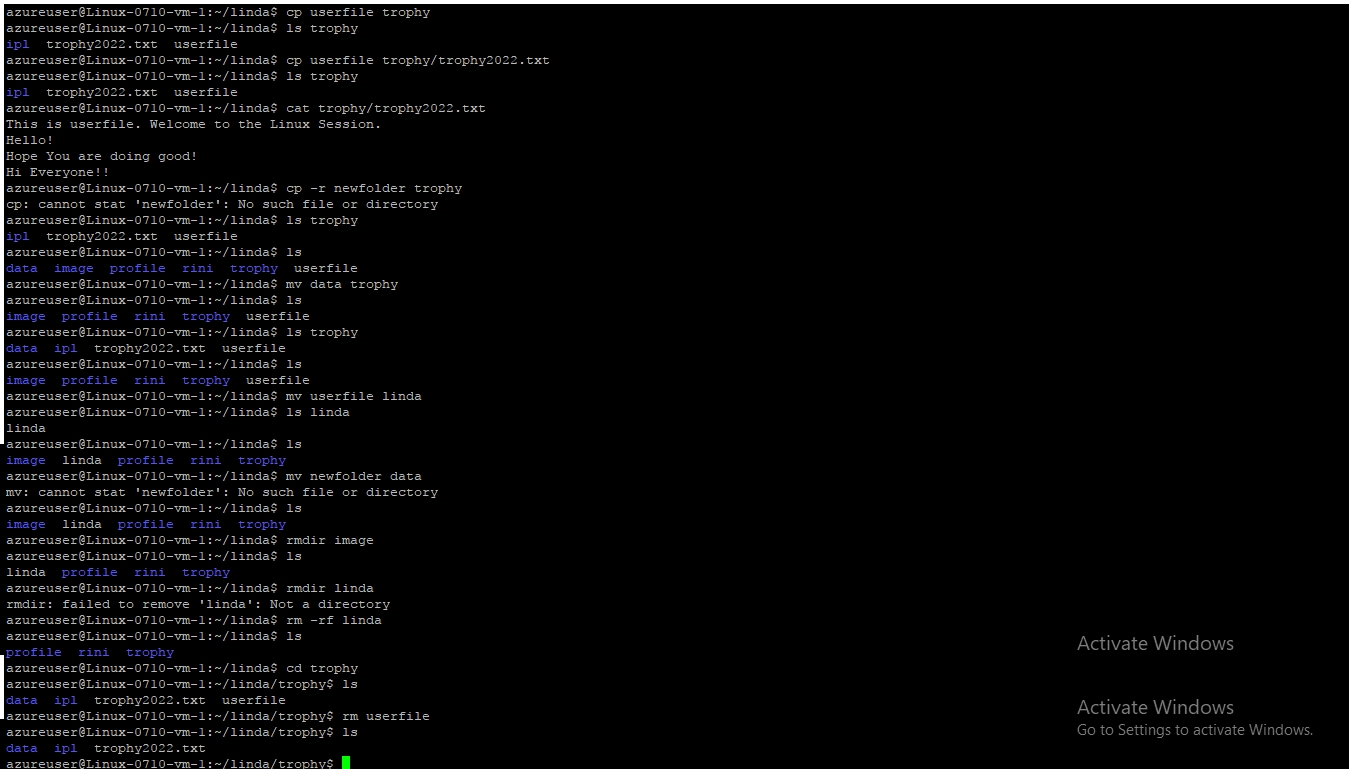 azureuser@Linux-0710-vm-1:~/linda$ cp userfile trophy
azureuser@Linux-0710-vm-1:~/linda$ ls trophy
ipl  trophy2022.txt  userfile
azureuser@Linux-0710-vm-1:~/linda$ cp userfile trophy/trophy2022.txt
azureuser@Linux-0710-vm-1:~/linda$ ls trophy
ipl  trophy2022.txt  userfile
azureuser@Linux-0710-vm-1:~/linda$ cat trophy/trophy2022.txt
This is userfile. Welcome to the Linux Session.
Hello!
Hope You are doing good!
Hi Everyone!!
azureuser@Linux-0710-vm-1:~/linda$ cp -r newfolder trophy
cp: cannot stat 'newfolder': No such file or directory
azureuser@Linux-0710-vm-1:~/linda$ ls trophy
ipl  trophy2022.txt  userfile
azureuser@Linux-0710-vm-1:~/linda$ ls
data  image  profile  rini  trophy  userfile
azureuser@Linux-0710-vm-1:~/linda$ mv data trophy
azureuser@Linux-0710-vm-1:~/linda$ ls
image  profile  rini  trophy  userfile
azureuser@Linux-0710-vm-1:~/linda$ ls trophy
data  ipl  trophy2022.txt  userfile
azureuser@Linux-0710-vm-1:~/linda$ ls
image  profile  rini  trophy  userfile
azureuser@Linux-0710-vm-1:~/linda$ mv userfile linda
azureuser@Linux-0710-vm-1:~/linda$ ls linda
linda
azureuser@Linux-0710-vm-1:~/linda$ ls
image  linda  profile  rini  trophy
azureuser@Linux-0710-vm-1:~/linda$ mv newfolder data
mv: cannot stat 'newfolder': No such file or directory
azureuser@Linux-0710-vm-1:~/linda$ ls
image  linda  profile  rini  trophy
azureuser@Linux-0710-vm-1:~/linda$ rmdir image
azureuser@Linux-0710-vm-1:~/linda$ ls
linda  profile  rini  trophy
azureuser@Linux-0710-vm-1:~/linda$ rmdir linda
rmdir: failed to remove 'linda': Not a directory
azureuser@Linux-0710-vm-1:~/linda$ rm -rf linda
azureuser@Linux-0710-vm-1:~/linda$ ls
profile  rini  trophy
azureuser@Linux-0710-vm-1:~/linda$ cd trophy
azureuser@Linux-0710-vm-1:~/linda/trophy$ ls
data  ipl  trophy2022.txt  userfile
azureuser@Linux-0710-vm-1:~/linda/trophy$ rm userfile
azureuser@Linux-0710-vm-1:~/linda/trophy$ ls
data  ipl  trophy2022.txt
azureuser@Linux-0710-vm-1:~/linda/trophy$
Activate Windows
Activate Windows
Go to Settings to activate Windows.